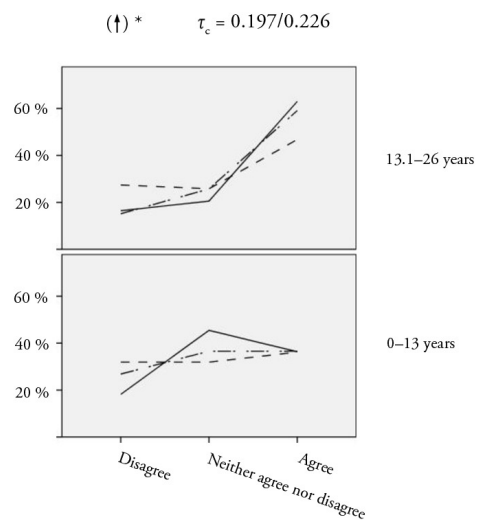 (↑) * τc = 0.197/0.226
60 %
40 %
20 %
13.1–26 years
60 %
40 %
20 %
0–13 years
Disagree
Neither agree nor disagree
Agree